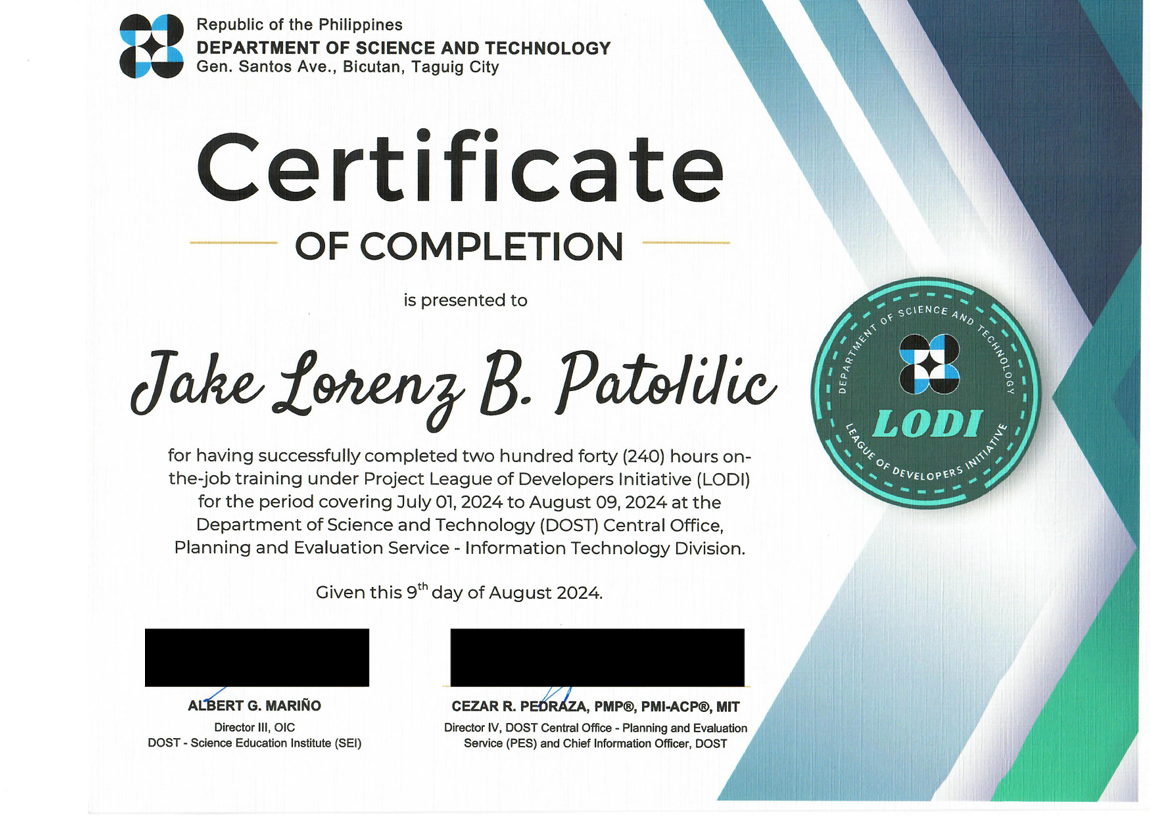 Republic of the Philippines
DEPARTMENT OF SCIENCE AND TECHNOLOGY
Gen. Santos Ave., Bicutan, Taguig City
Certificate
OF COMPLETION
is presented to
Jake Lorenz B. Patolilic
for having successfully completed two hundred forty (240) hours on-
the-job training under Project League of Developers Initiative (LODI)
for the period covering July 01, 2024 to August 09, 2024 at the
Department of Science and Technology (DOST) Central Office,
Planning and Evaluation Service - Information Technology Division.
Given this 9th day of August 2024.
ALBERT G. MARIÑO
Director III, OIC
DOST - Science Education Institute (SEI)
CEZAR R. PEDRAZA, PMP®, PMI-ACP®, MIT
Director IV, DOST Central Office - Planning and Evaluation
Service (PES) and Chief Information Officer, DOST
DEPARTMENT OF SCIENCE AND TECHNOLOGY
LODI
LEAGUE OF DEVELOPERS INITIATIVE